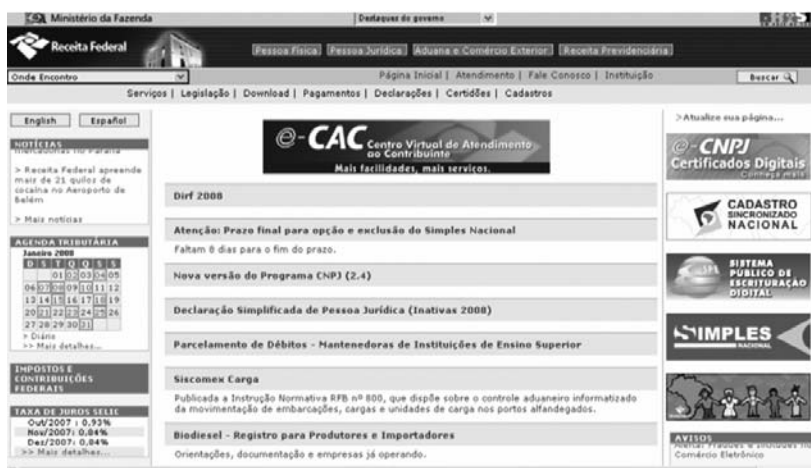 Ministério da Fazenda
Destaques do governo
Receita Federal
Pessoa Física
Pessoa Jurídica
Aduana e Comércio Exterior
Receita Previdenciária
Onde Encontro
Página Inicial | Atendimento | Fale Conosco | Instituição
Buscar
Serviços | Legislação | Download | Pagamentos | Declarações | Certidões | Cadastros
English
Español
NOTÍCIAS
> Receita Federal apreende
mais de 21 quilos de
cocaína no Aeroporto de
Belém
> Mais notícias
AGENDA TRIBUTÁRIA
Janeiro 2008
D S T Q Q S S
01 02 03 04 05
06 07 08 09 10 11 12
13 14 15 16 17 18 19
20 21 22 23 24 25 26
27 28 29 30 31
> Diário
>> Mais detalhes...
IMPOSTOS E
CONTRIBUIÇÕES
FEDERAIS
TAXA DE JUROS SELIC
Out/2007 : 0,93%
Nov/2007: 0,84%
Dez/2007: 0,84%
>> Mais detalhes...
e-CAC Centro Virtual de Atendimento
ao Contribuinte
Mais facilidades, mais serviços.
Dirf 2008
Atenção: Prazo final para opção e exclusão do Simples Nacional
Faltam 8 dias para o fim do prazo.
Nova versão do Programa CNPJ (2.4)
Declaração Simplificada de Pessoa Jurídica (Inativas 2008)
Parcelamento de Débitos - Mantenedoras de Instituições de Ensino Superior
Siscomex Carga
Publicada a Instrução Normativa RFB nº 800, que dispõe sobre o controle aduaneiro informatizado
da movimentação de embarcações, cargas e unidades de carga nos portos alfandegados.
Biodiesel - Registro para Produtores e Importadores
Orientações, documentação e empresas já operando.
>Atualize sua página...
e-CNPJ
Certificados Digitais
Conheça mais
CADASTRO
SINCRONIZADO
NACIONAL
SISTEMA
PÚBLICO DE
ESCRITURAÇÃO
DIGITAL
SIMPLES
NACIONAL
AVISOS
Comércio Eletrônico